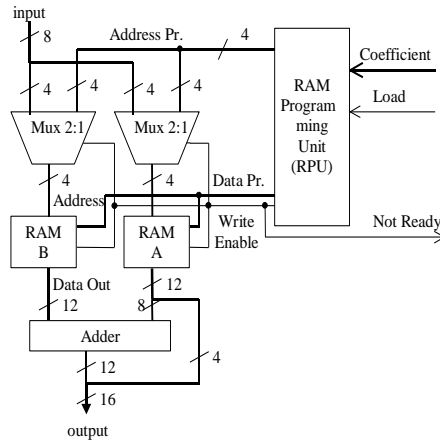 input
8
Address Pr.
4
RAM
Program
ming
Unit
(RPU)
Coefficient
Load
4 4 4 4
Mux 2:1
Mux 2:1
4
4
Data Pr.
Address
Not Ready
RAM
B
RAM
A
Write
Enable
Data Out
12
12
8
Adder
4
12
16
output